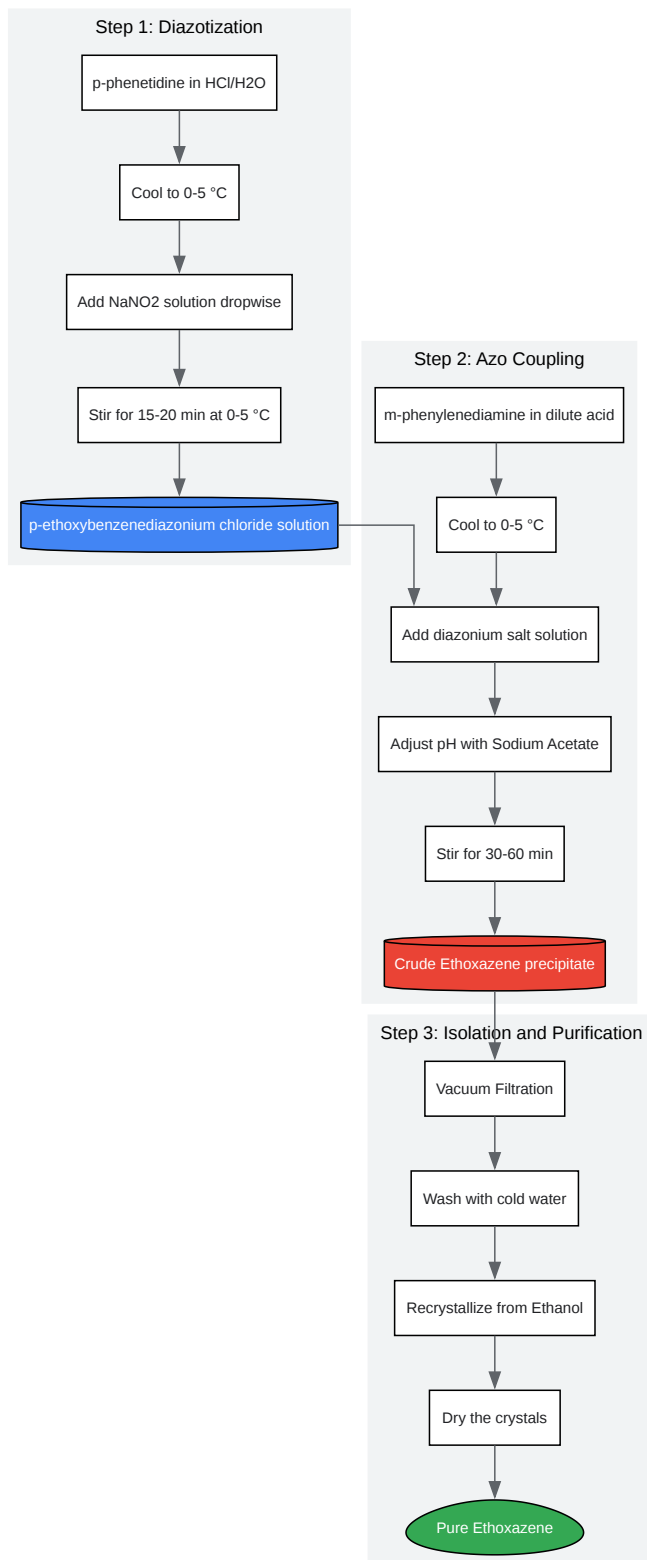 Step 1: Diazotization
p-phenetidine in HCl/H2O
Cool to 0-5 °C
Add NaNO2 solution dropwise
Stir for 15-20 min at 0-5 °C
p-ethoxybenzenediazonium chloride solution
Step 2: Azo Coupling
m-phenylenediamine in dilute acid
Cool to 0-5 °C
Add diazonium salt solution
Adjust pH with Sodium Acetate
Stir for 30-60 min
Crude Ethoxazene precipitate
Step 3: Isolation and Purification
Vacuum Filtration
Wash with cold water
Recrystallize from Ethanol
Dry the crystals
Pure Ethoxazene